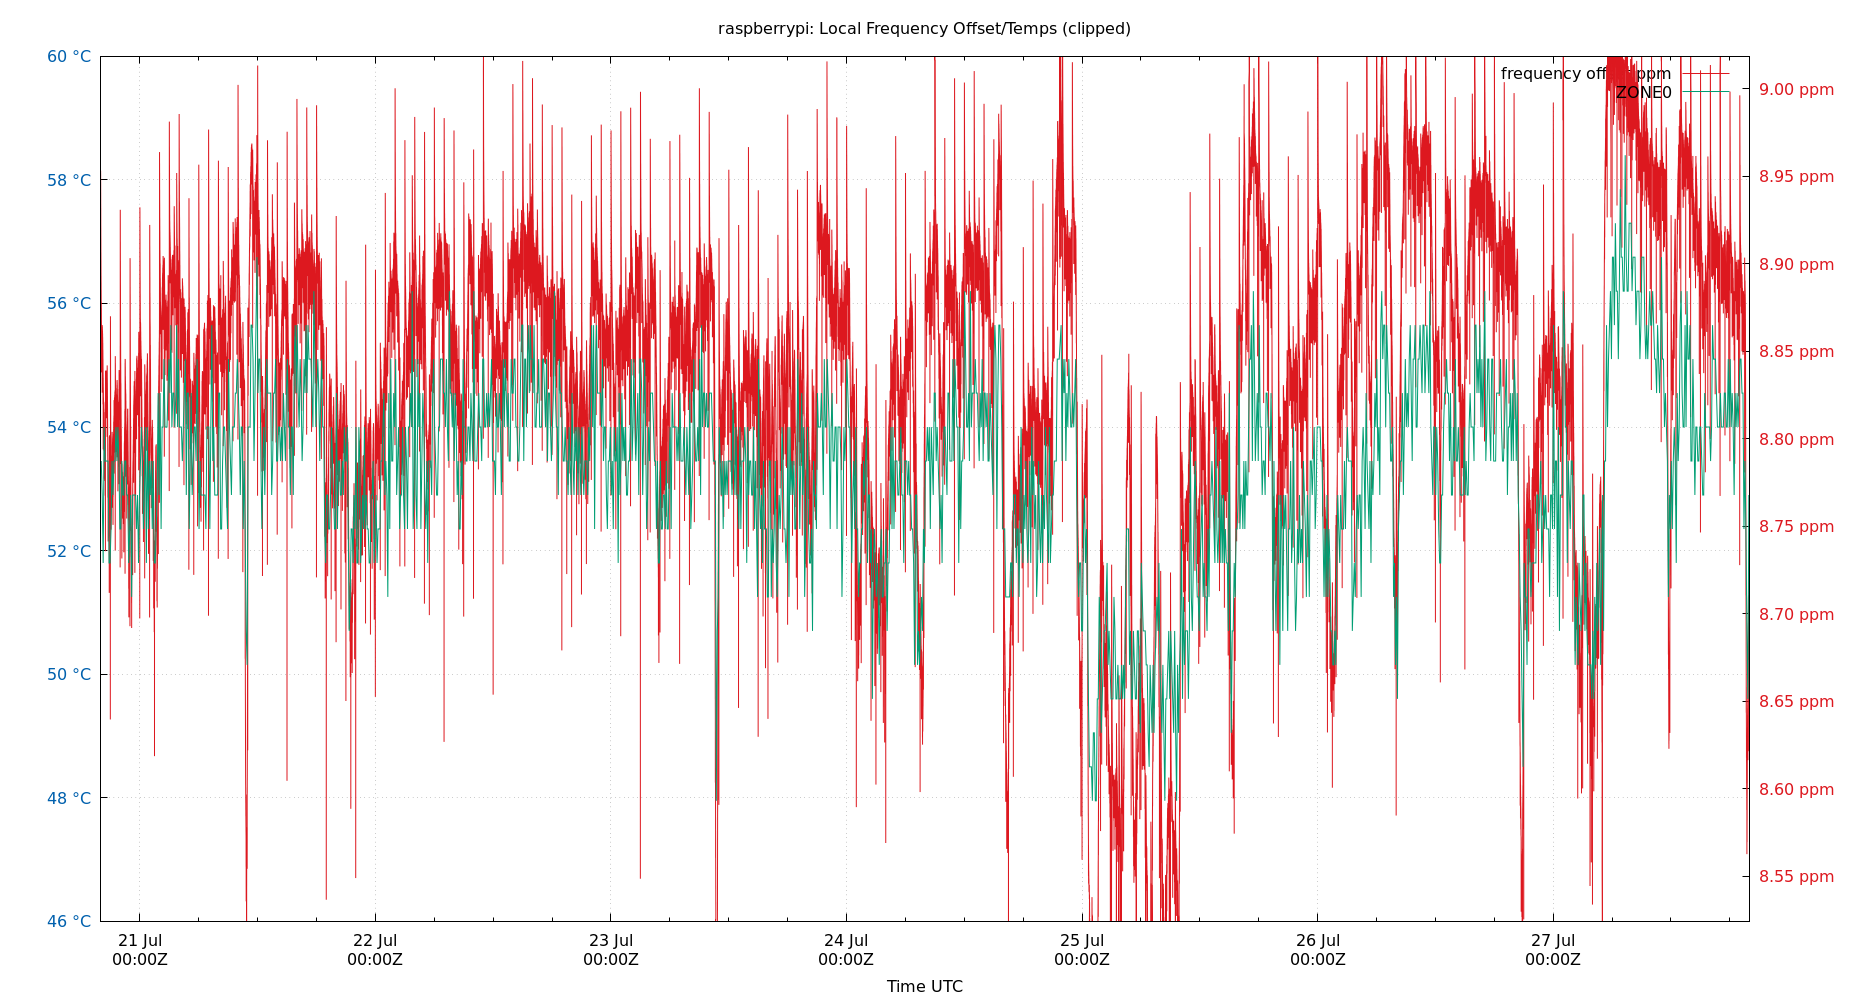 raspberrypi: Local Frequency Offset/Temps (clipped)
60 °C
58 °C
56 °C
54 °C
52 °C
50 °C
48 °C
46 °C
frequency off ppm
ZONE0
9.00 ppm
8.95 ppm
8.90 ppm
8.85 ppm
8.80 ppm
8.75 ppm
8.70 ppm
8.65 ppm
8.60 ppm
8.55 ppm
21 Jul
00:00Z
22 Jul
00:00Z
23 Jul
00:00Z
24 Jul
00:00Z
25 Jul
00:00Z
26 Jul
00:00Z
27 Jul
00:00Z
Time UTC